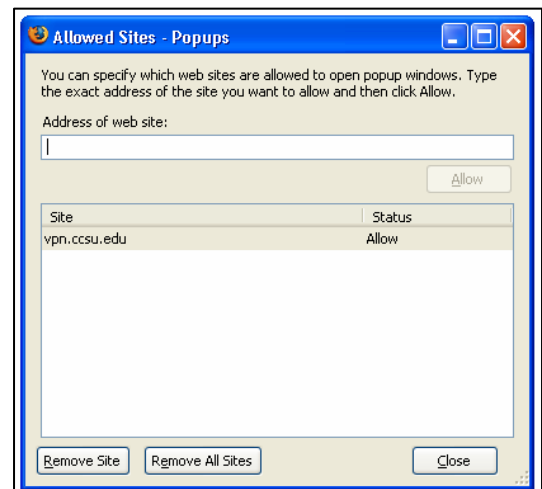 Allowed Sites - Popups
You can specify which web sites are allowed to open popup windows. Type
the exact address of the site you want to allow and then click Allow.
Address of web site:
Allow
Site Status
vpn.ccsu.edu Allow
Remove Site Remove All Sites Close